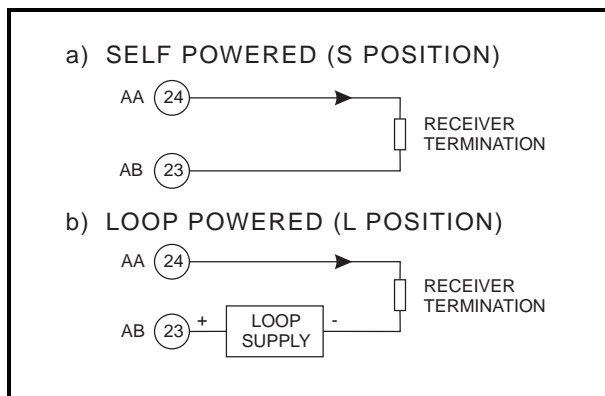 a) SELF POWERED (S POSITION)
AA 24
RECEIVER
TERMINATION
AB 23
b) LOOP POWERED (L POSITION)
AA 24
RECEIVER
TERMINATION
AB 23 + LOOP -
SUPPLY